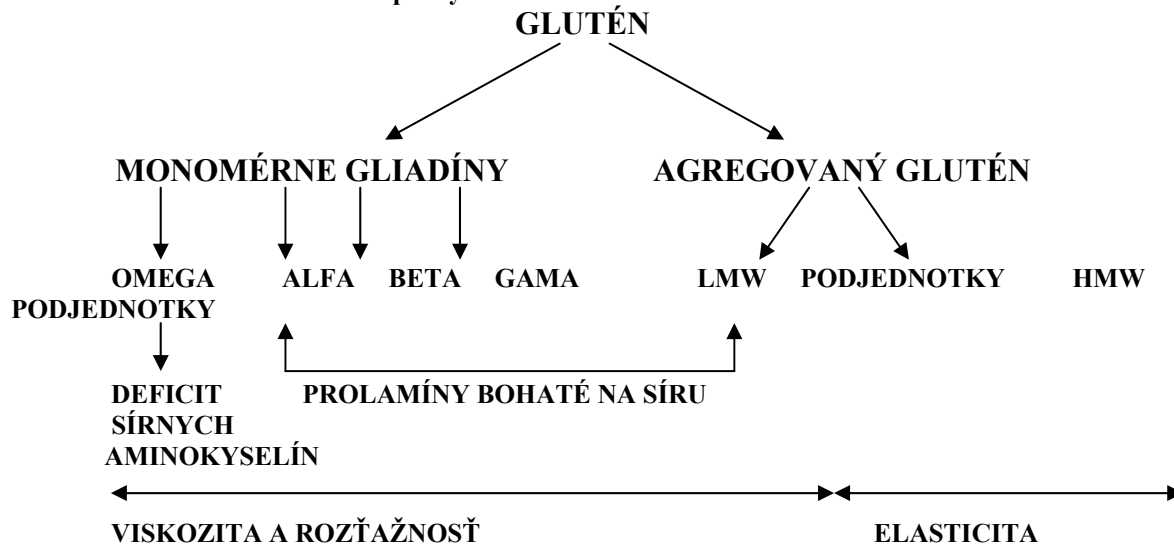 GLUTÉN
MONOMÉRNE GLIADÍNY AGREGOVANÝ GLUTÉN
OMEGA ALFA BETA GAMA LMW PODJEDNOTKY HMW
PODJEDNOTKY
DEFICIT PROLAMÍNY BOHATÉ NA SÍRU
SÍRNYCH
AMINOKYSELÍN
VISKOZITA A ROZŤAŽNOSŤ ELASTICITA